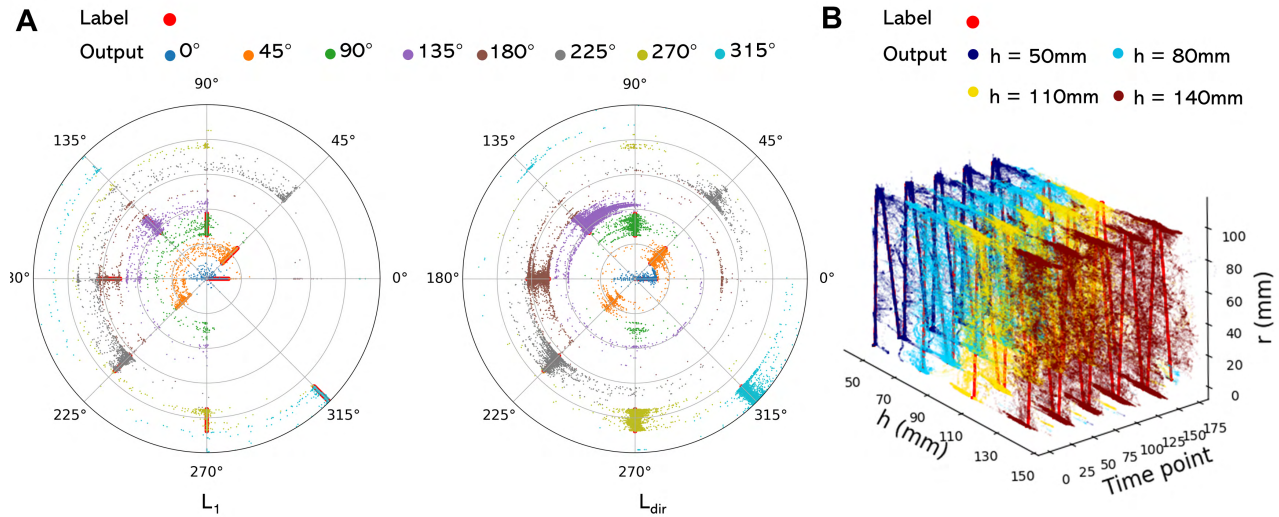 A
Label
Output 0° 45° 90° 135° 180° 225° 270° 315°
90°
135° 45°
30° 0°
225° 315°
270°
L1
90°
135° 45°
180° 0°
225° 315°
270°
Ldir
B
Label
Output h = 50mm h = 80mm
h = 110mm h = 140mm
100
80
60
40
20
0
r (mm)
50
70
90
110
130
150
h (mm)
0 25 50 75 100 125 150 175
Time point